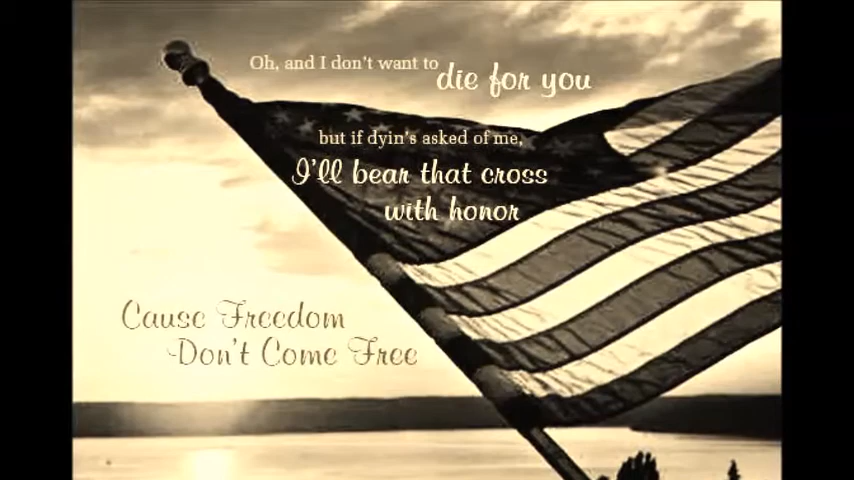 Oh, and I don't want to
die for you
but if dyin's asked of me,
I'll bear that cross
with honor
Cause Freedom
Don't Come Free